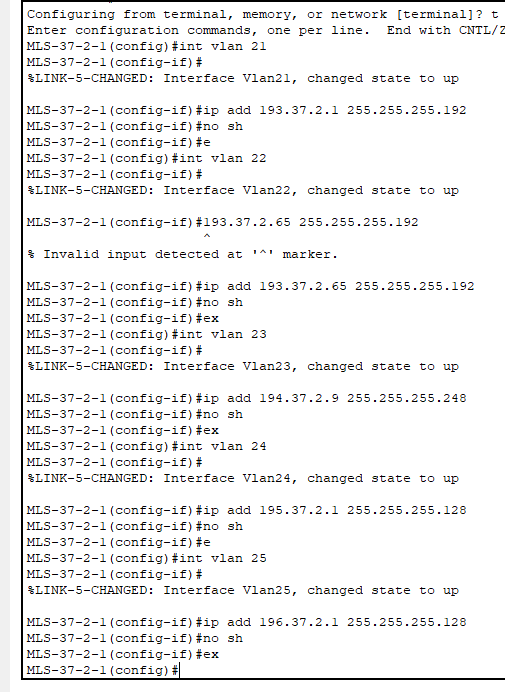 Configuring from terminal, memory, or network [terminal]? t
Enter configuration commands, one per line.  End with CNTL/Z
MLS-37-2-1(config)#int vlan 21
MLS-37-2-1(config-if)#
%LINK-5-CHANGED: Interface Vlan21, changed state to up

MLS-37-2-1(config-if)#ip add 193.37.2.1 255.255.255.192
MLS-37-2-1(config-if)#no sh
MLS-37-2-1(config-if)#e
MLS-37-2-1(config)#int vlan 22
MLS-37-2-1(config-if)#
%LINK-5-CHANGED: Interface Vlan22, changed state to up

MLS-37-2-1(config-if)#193.37.2.65 255.255.255.192
                       ^
% Invalid input detected at '^' marker.

MLS-37-2-1(config-if)#ip add 193.37.2.65 255.255.255.192
MLS-37-2-1(config-if)#no sh
MLS-37-2-1(config-if)#ex
MLS-37-2-1(config)#int vlan 23
MLS-37-2-1(config-if)#
%LINK-5-CHANGED: Interface Vlan23, changed state to up

MLS-37-2-1(config-if)#ip add 194.37.2.9 255.255.255.248
MLS-37-2-1(config-if)#no sh
MLS-37-2-1(config-if)#ex
MLS-37-2-1(config)#int vlan 24
MLS-37-2-1(config-if)#
%LINK-5-CHANGED: Interface Vlan24, changed state to up

MLS-37-2-1(config-if)#ip add 195.37.2.1 255.255.255.128
MLS-37-2-1(config-if)#no sh
MLS-37-2-1(config-if)#e
MLS-37-2-1(config)#int vlan 25
MLS-37-2-1(config-if)#
%LINK-5-CHANGED: Interface Vlan25, changed state to up

MLS-37-2-1(config-if)#ip add 196.37.2.1 255.255.255.128
MLS-37-2-1(config-if)#no sh
MLS-37-2-1(config-if)#ex
MLS-37-2-1(config)#